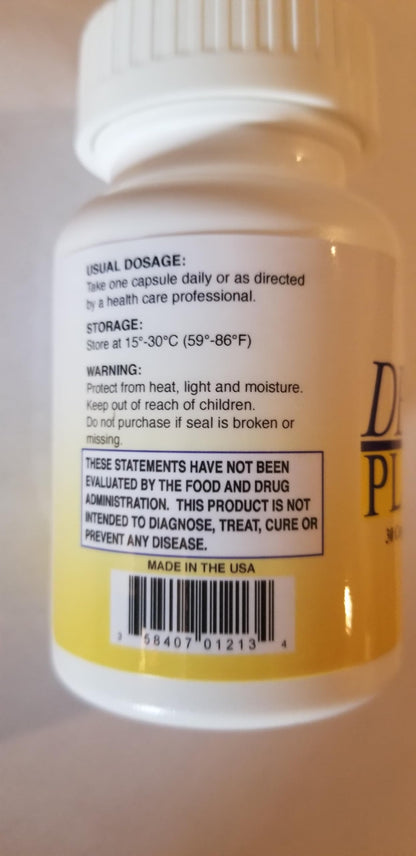 USUAL DOSAGE:
Take one capsule daily or as directed
by a health care professional.
STORAGE:
Store at 15°-30°C (59°-86°F)
WARNING:
Protect from heat, light and moisture.
Keep out of reach of children.
Do not purchase if seal is broken or
missing.
THESE STATEMENTS HAVE NOT BEEN
EVALUATED BY THE FOOD AND DRUG
ADMINISTRATION. THIS PRODUCT IS NOT
INTENDED TO DIAGNOSE, TREAT, CURE OR
PREVENT ANY DISEASE.
MADE IN THE USA
3 58407 01213 4
30